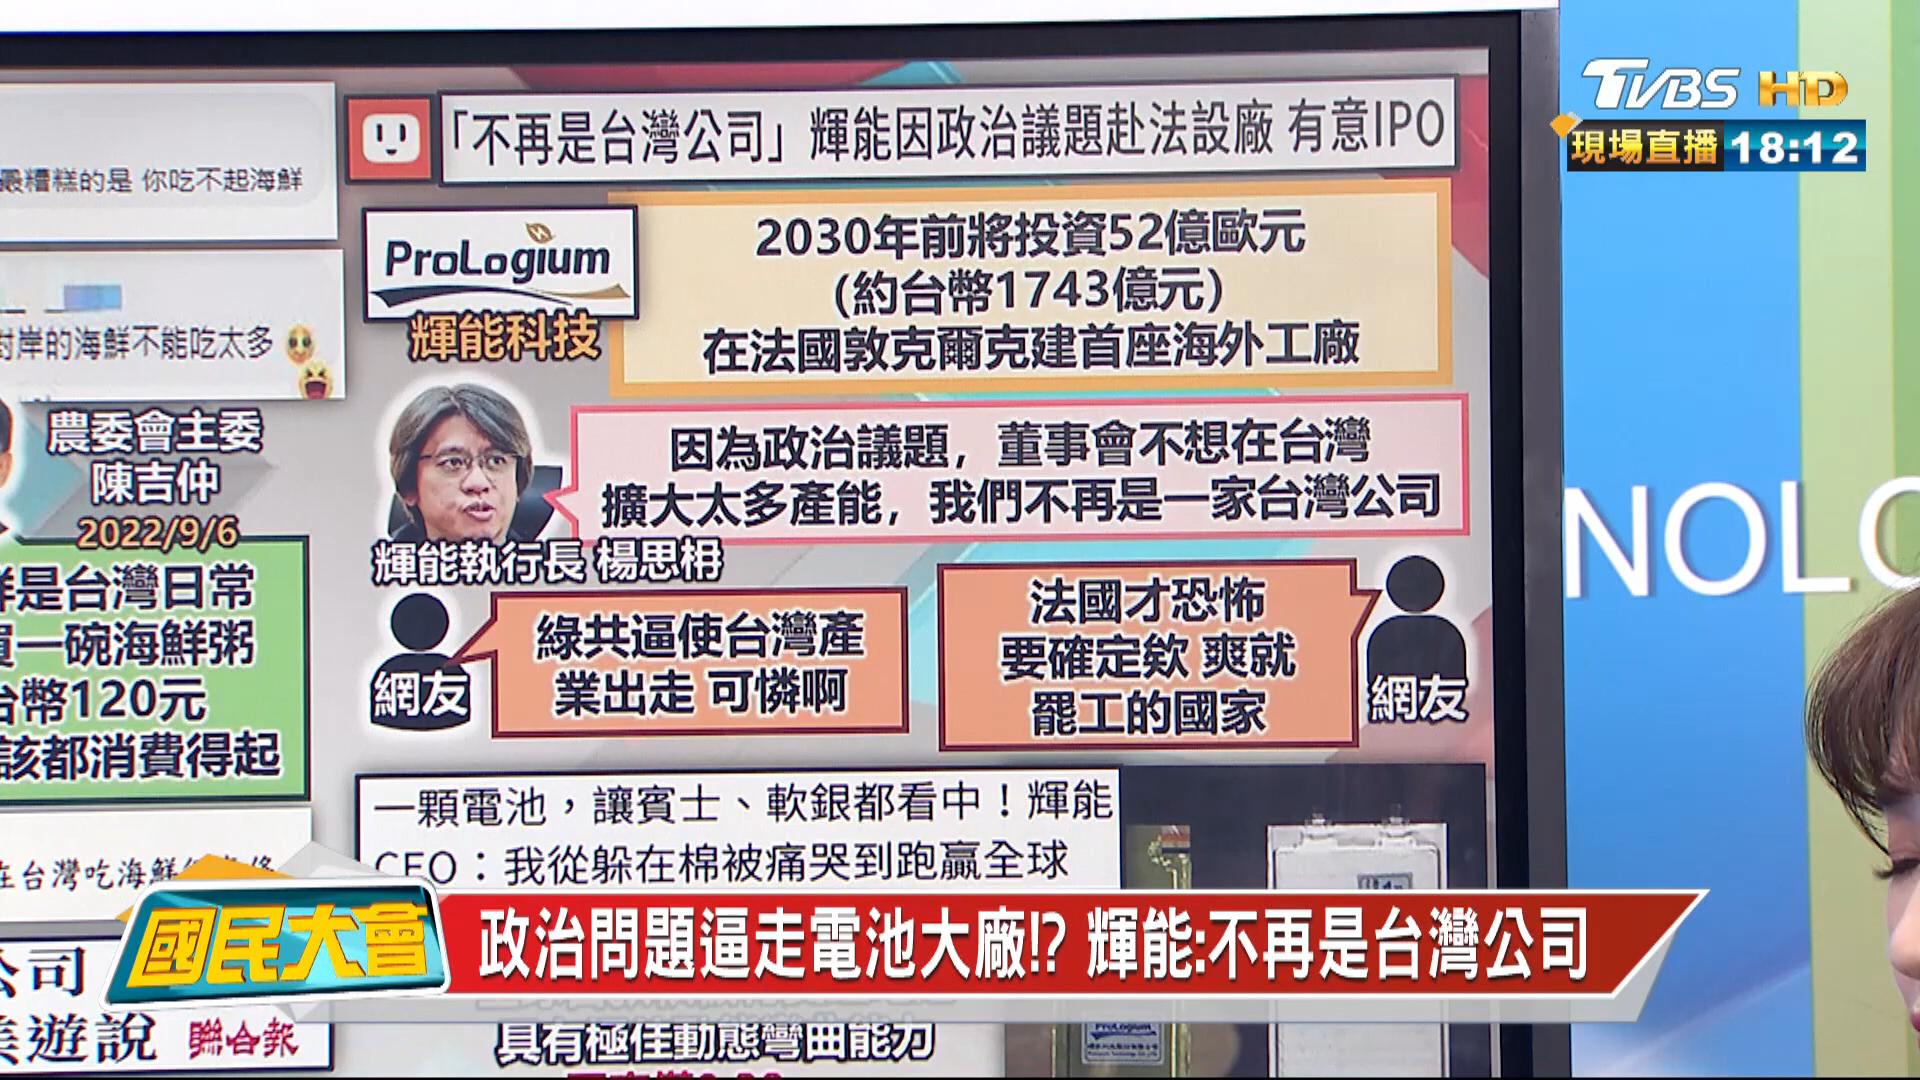 TVBS HD
現場直播 18:12
「不再是台灣公司」輝能因政治議題赴法設廠 有意IPO
最糟糕的是 你吃不起海鮮
ProLogium
輝能科技
2030年前將投資52億歐元
(約台幣1743億元)
在法國敦克爾克建首座海外工廠
對岸的海鮮不能吃太多
農委會主委
陳吉仲
2022/9/6
因為政治議題，董事會不想在台灣
擴大太多產能，我們不再是一家台灣公司
輝能執行長 楊思枏
鮮是台灣日常
買一碗海鮮粥
台幣120元
該都消費得起
網友
綠共逼使台灣產
業出走 可憐啊
法國才恐怖
要確定欸 爽就
罷工的國家
網友
NOLO
一顆電池，讓賓士、軟銀都看中！輝能
CEO：我從躲在棉被痛哭到跑贏全球
在台灣吃海鮮
國民大會
政治問題逼走電池大廠!? 輝能:不再是台灣公司
公司
美遊說 聯合報
具有極佳動態彎曲能力
ProLogium